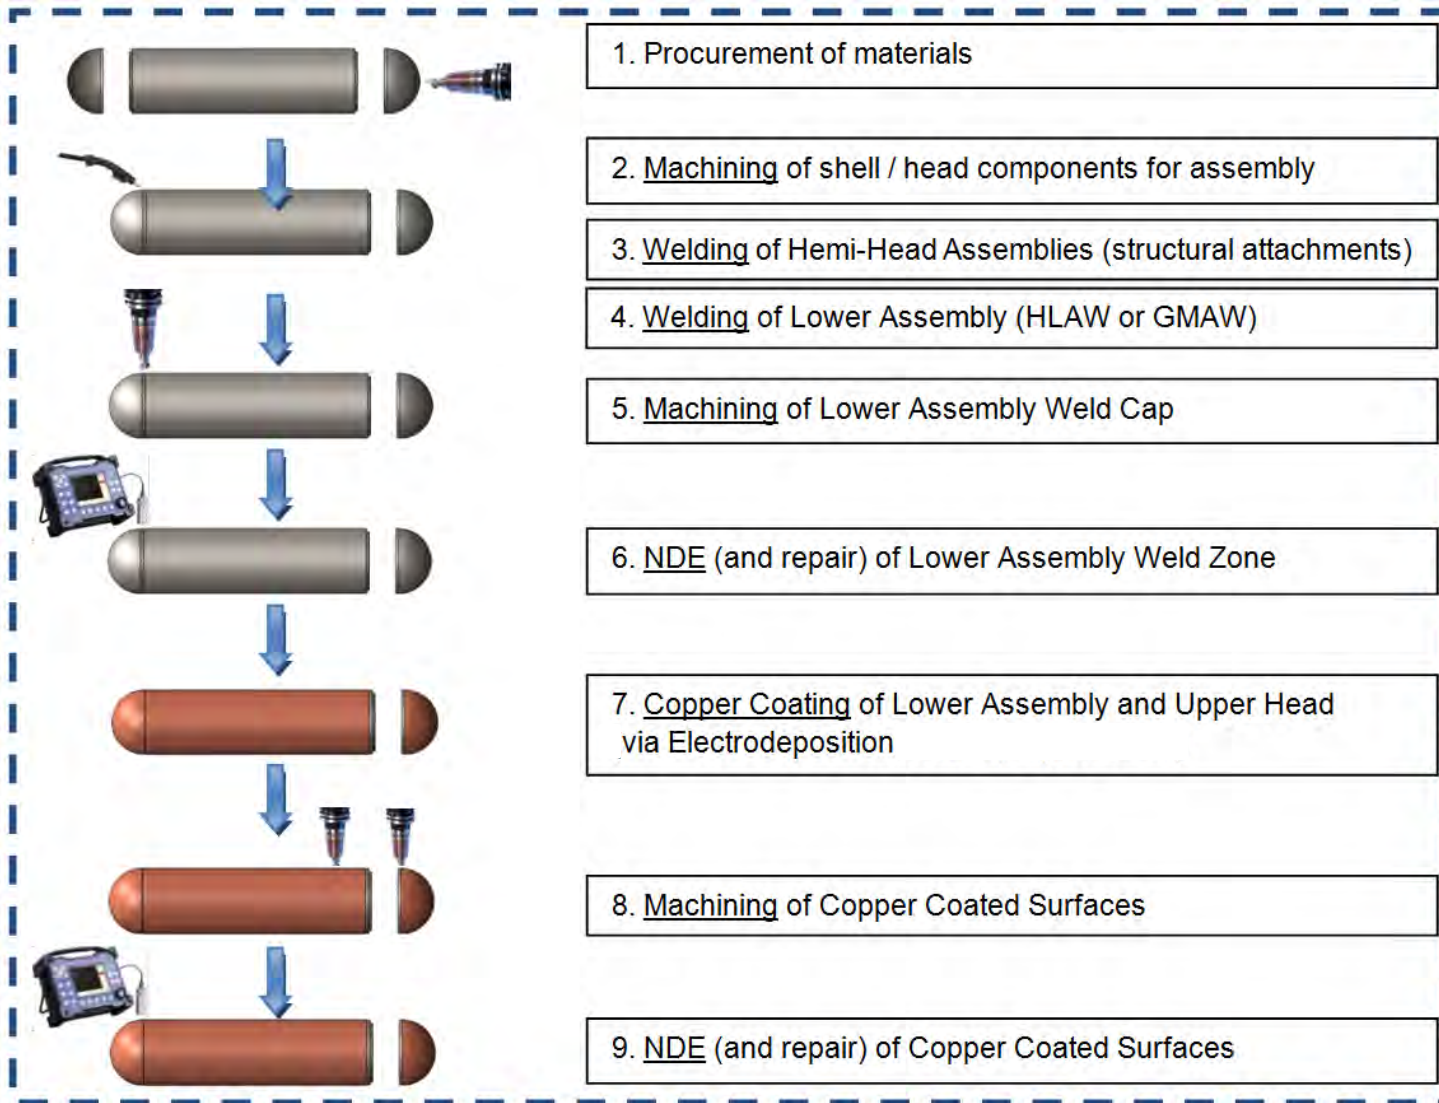 1. Procurement of materials
2. Machining of shell / head components for assembly
3. Welding of Hemi-Head Assemblies (structural attachments)
4. Welding of Lower Assembly (HLAW or GMAW)
5. Machining of Lower Assembly Weld Cap
6. NDE (and repair) of Lower Assembly Weld Zone
7. Copper Coating of Lower Assembly and Upper Head
via Electrodeposition
8. Machining of Copper Coated Surfaces
9. NDE (and repair) of Copper Coated Surfaces